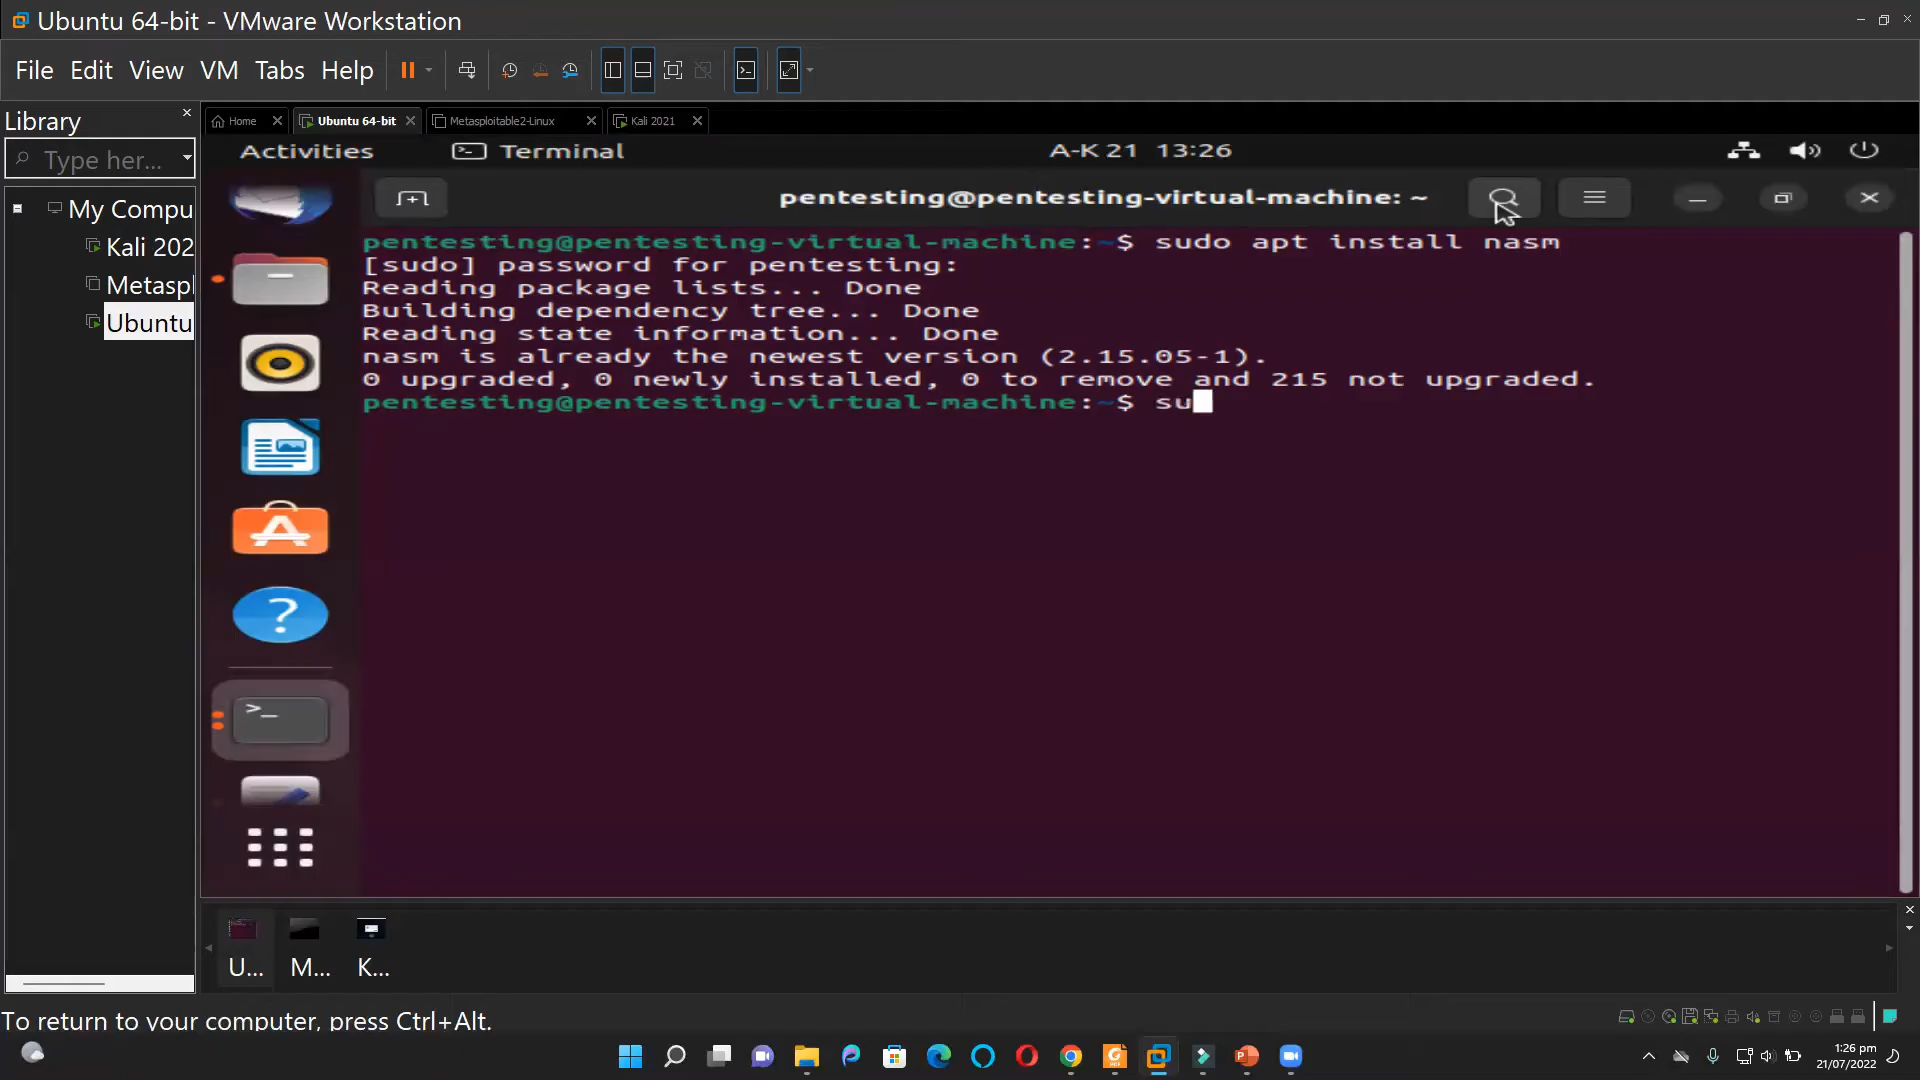 Ubuntu 64-bit - VMware Workstation
File Edit View VM Tabs Help
Library
Type her...
My Compu
Kali 202
Metaspl
Ubuntu
Home
Ubuntu 64-bit
Metasploitable2-Linux
Kali 2021
Activities
Terminal
A-K 21 13:26
pentesting@pentesting-virtual-machine: ~
pentesting@pentesting-virtual-machine:~$ sudo apt install nasm
[sudo] password for pentesting:
Reading package lists... Done
Building dependency tree... Done
Reading state information... Done
nasm is already the newest version (2.15.05-1).
0 upgraded, 0 newly installed, 0 to remove and 215 not upgraded.
pentesting@pentesting-virtual-machine:~$ su
U... M... K...
To return to your computer, press Ctrl+Alt.
1:26 pm
21/07/2022